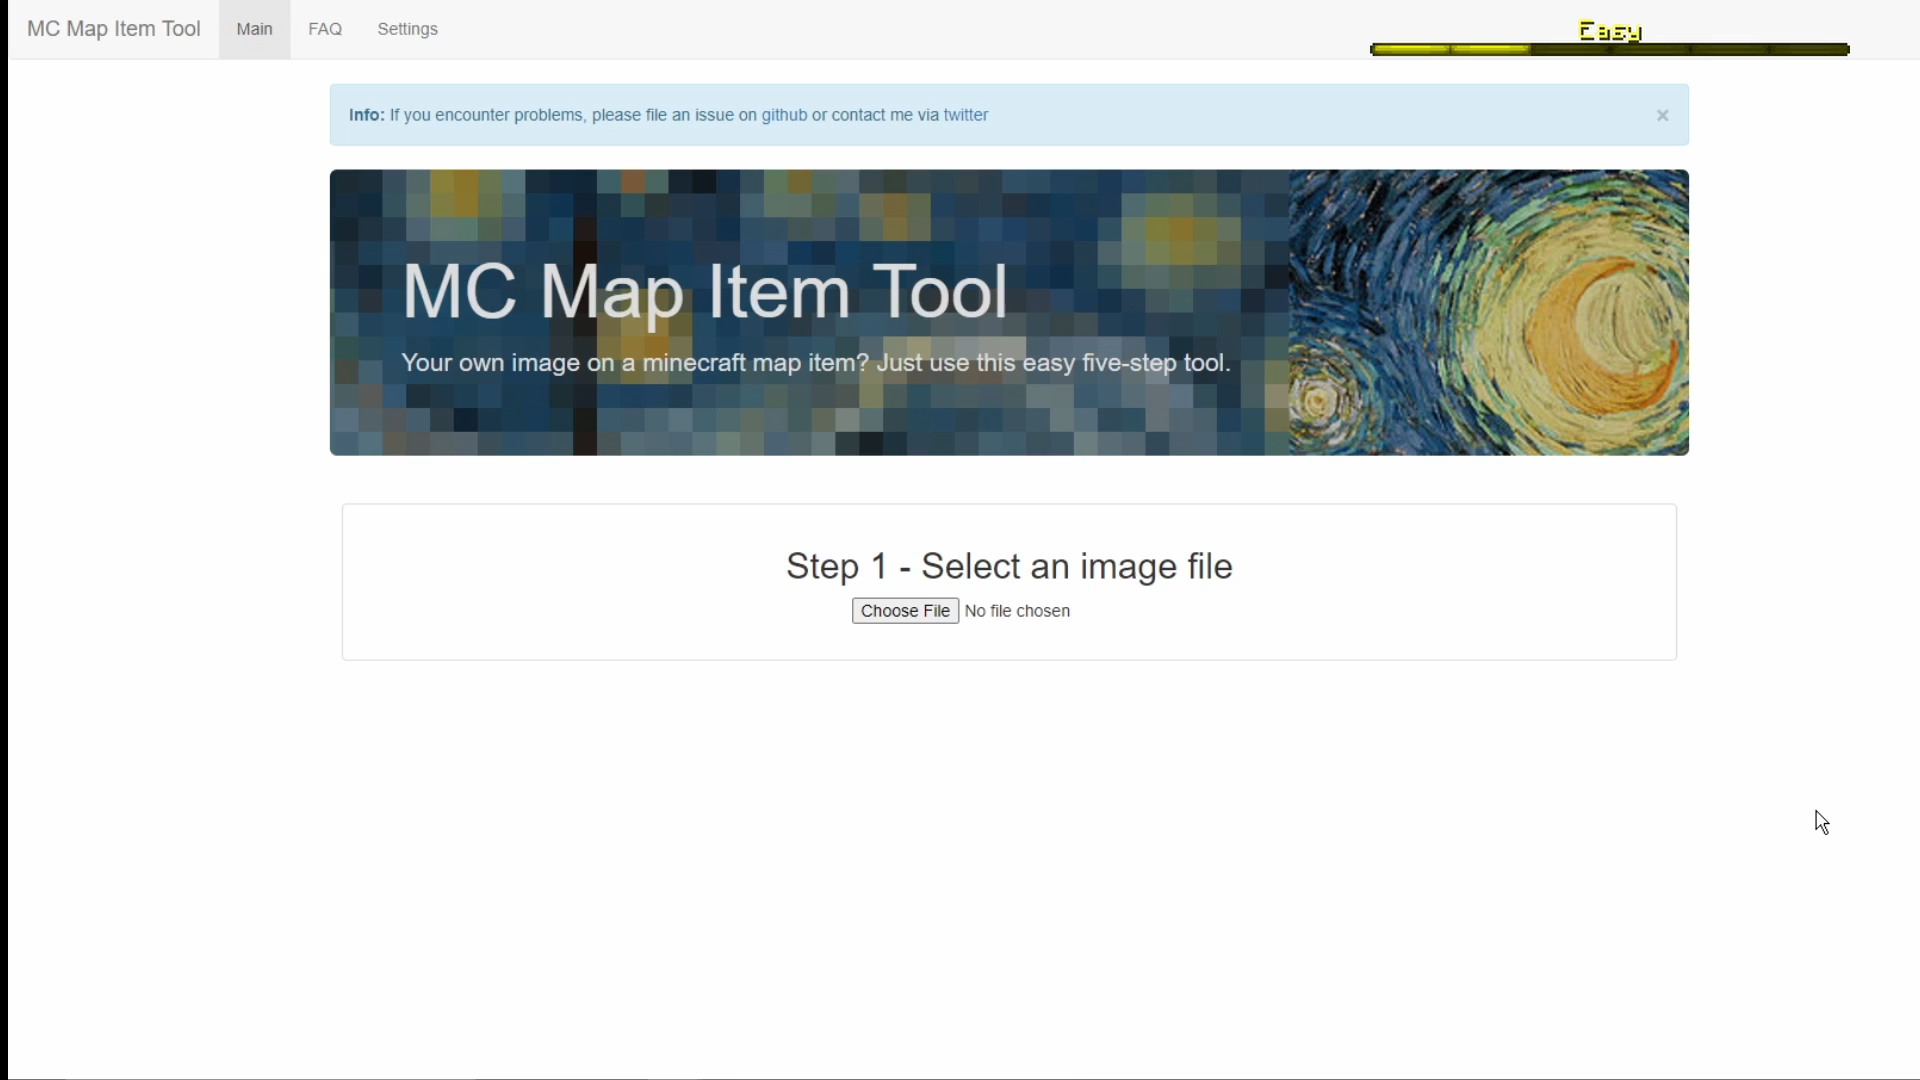 MC Map Item Tool Main FAQ Settings
Easy
Info: If you encounter problems, please file an issue on github or contact me via twitter ×
MC Map Item Tool
Your own image on a minecraft map item? Just use this easy five-step tool.
Step 1 - Select an image file
Choose File No file chosen